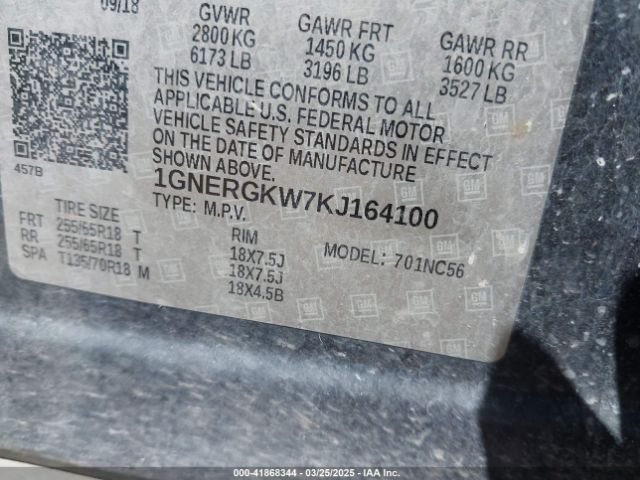 09/18
GVWR
2800 KG
6173 LB
GAWR FRT
1450 KG
3196 LB
GAWR RR
1600 KG
3527 LB
THIS VEHICLE CONFORMS TO ALL
APPLICABLE U.S. FEDERAL MOTOR
VEHICLE SAFETY STANDARDS IN EFFECT
ON THE DATE OF MANUFACTURE
SHOWN ABOVE.
457B
1GNERGKW7KJ164100
TYPE: M.P.V.
MODEL: 701NC56
TIRE SIZE
FRT 255/65R18 T
RR 255/65R18 T
SPA T135/70R18 M
RIM
18X7.5J
18X7.5J
18X4.5B
GM
000-41868344 // 03/25/2025 - IAA Inc.